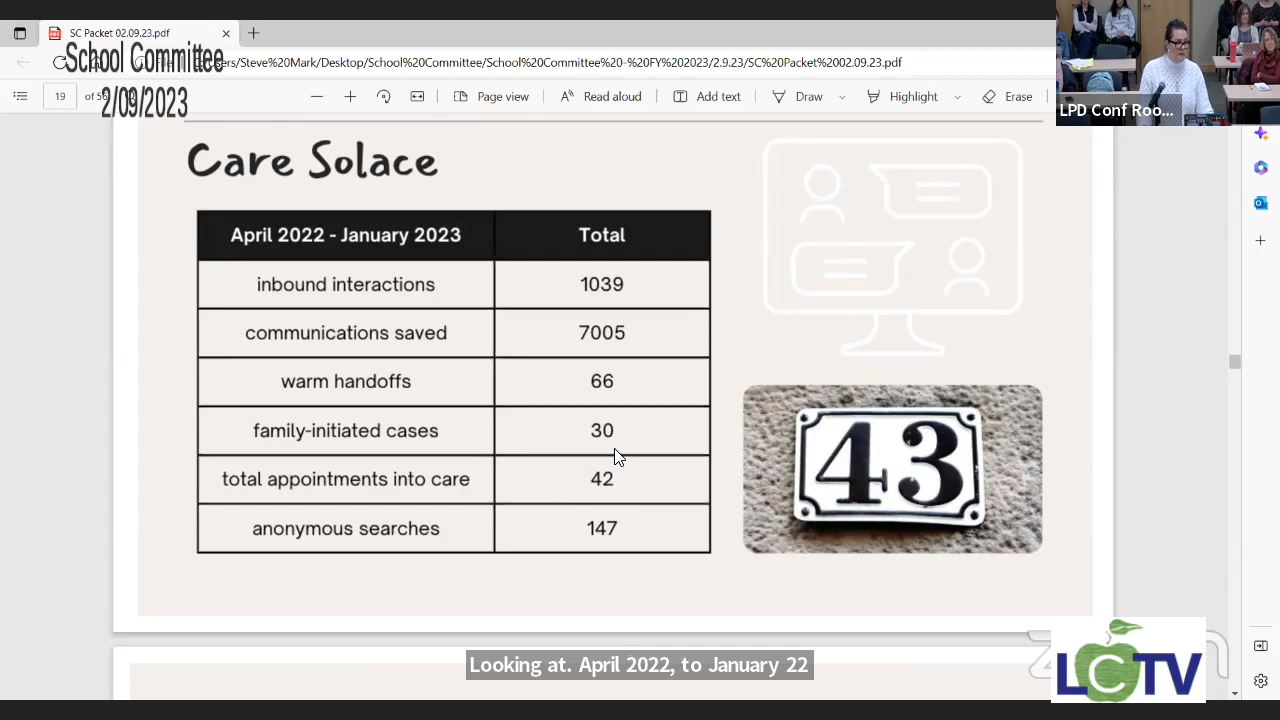 SC Packet 02.09.23.pdf
School Committee
2/09/2023
ers/Steve%20Mark/Desktop/School%20Committee/School%20Committee%20-%20FY%202023/2.9.23/SC%20Packet%2002.09.23.pdf
19
Page view
Read aloud
Add text
Draw
Highlight
Erase
LPD Conf Roo...
Care Solace
April 2022 - January 2023 Total
inbound interactions 1039
communications saved 7005
warm handoffs 66
family-initiated cases 30
total appointments into care 42
anonymous searches 147
43
Looking at. April 2022, to January 22
LCTV